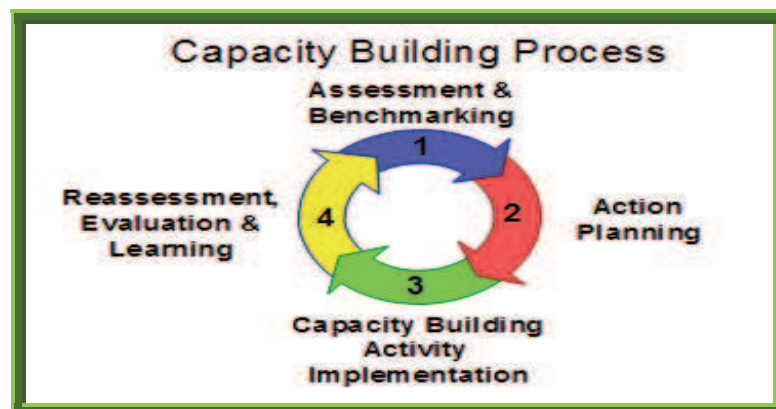 Capacity Building Process
Assessment &
Benchmarking
1
2
Action
Planning
3
Capacity Building
Activity
Implementation
4
Reassessment,
Evaluation &
Learning